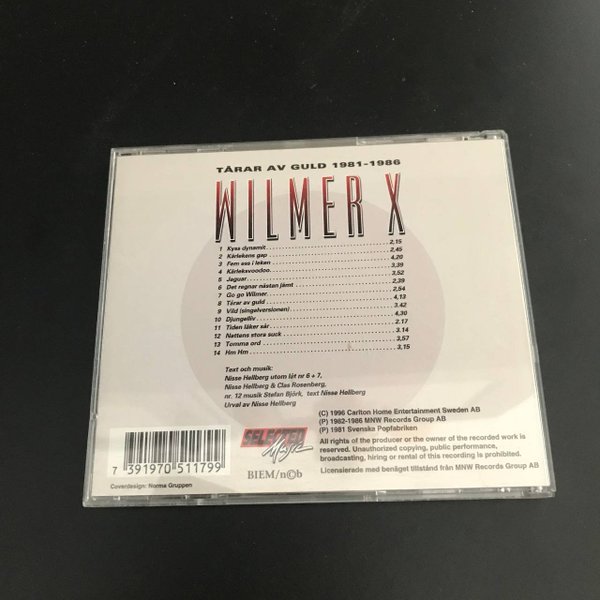 TÅRAR AV GULD 1981-1986
WILMER X
1 Kyss dynamit 2,15
2 Kärlekens gap 2,45
3 Fem ess i leken 4,20
4 Kärleksvoodoo 3,39
5 Jaguar 3,52
6 Det regnar nästan jämt 2,39
7 Go go Wilmer 2,54
8 Tårar av guld 4,13
9 Vild (singelversionen) 3.42
10 Djungelliv 4,30
11 Tiden läker sår 2.17
12 Nattens stora suck 3.14
13 Tomma ord 3,57
14 Hm Hm 3,15
Text och musik:
Nisse Hellberg utom låt nr 6 + 7,
Nisse Hellberg & Clas Rosenberg,
nr. 12 musik Stefan Björk, text Nisse Hellberg
Urval av Nisse Hellberg
(C) 1996 Carlton Home Entertainment Sweden AB
(P) 1982-1986 MNW Records Group AB
(P) 1981 Svenska Popfabriken
All rights of the producer or the owner of the recorded work is
reserved. Unauthorized copying, public performance,
broadcasting, hiring or rental of this recording is prohibited.
Licensierade med benäget tillstånd från MNW Records Group AB
SELECTED
Music
BIEM/n©b
7 391970 511799
Coverdesign: Norma Gruppen